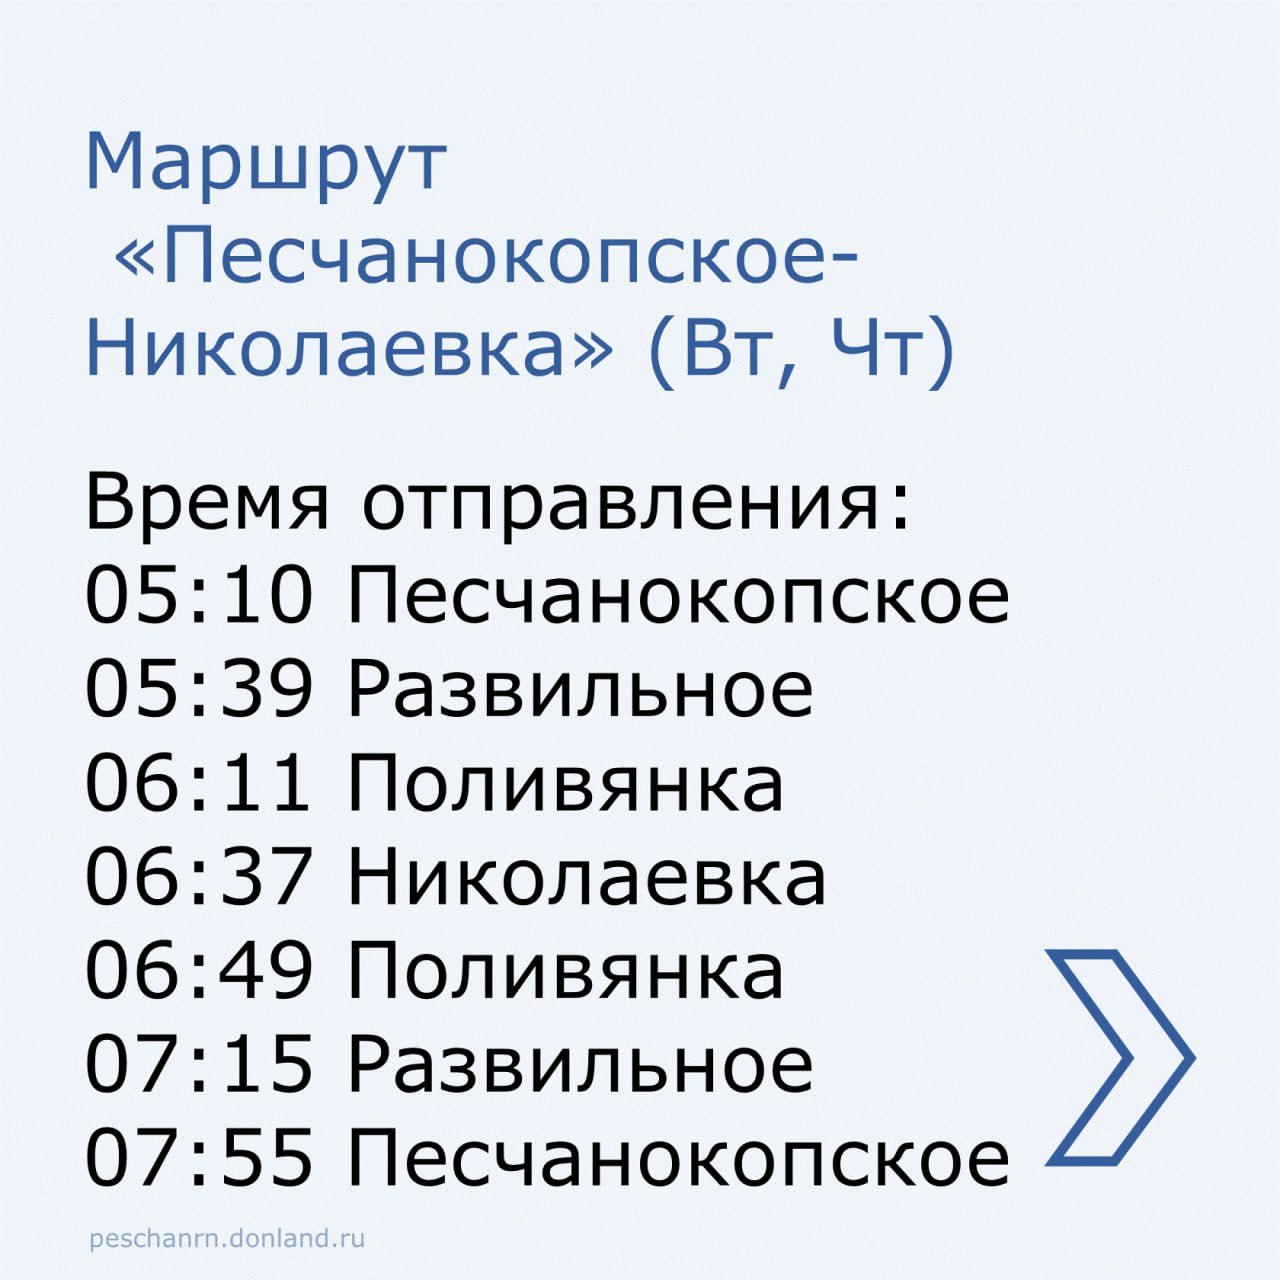 Маршрут
«Песчанокопское-
Николаевка» (Вт, Чт)
Время отправления:
05:10 Песчанокопское
05:39 Развильное
06:11 Поливянка
06:37 Николаевка
06:49 Поливянка
07:15 Развильное
07:55 Песчанокопское
peschanrn.donland.ru